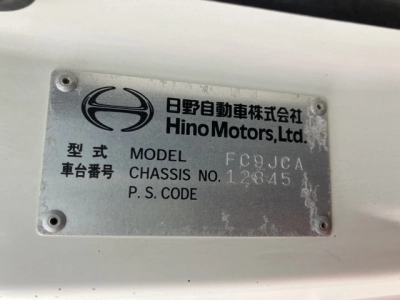 日野自動車株式会社
Hino Motors, Ltd.
型式 MODEL FC9JCA
車台番号 CHASSIS NO. 12845
P.S.CODE